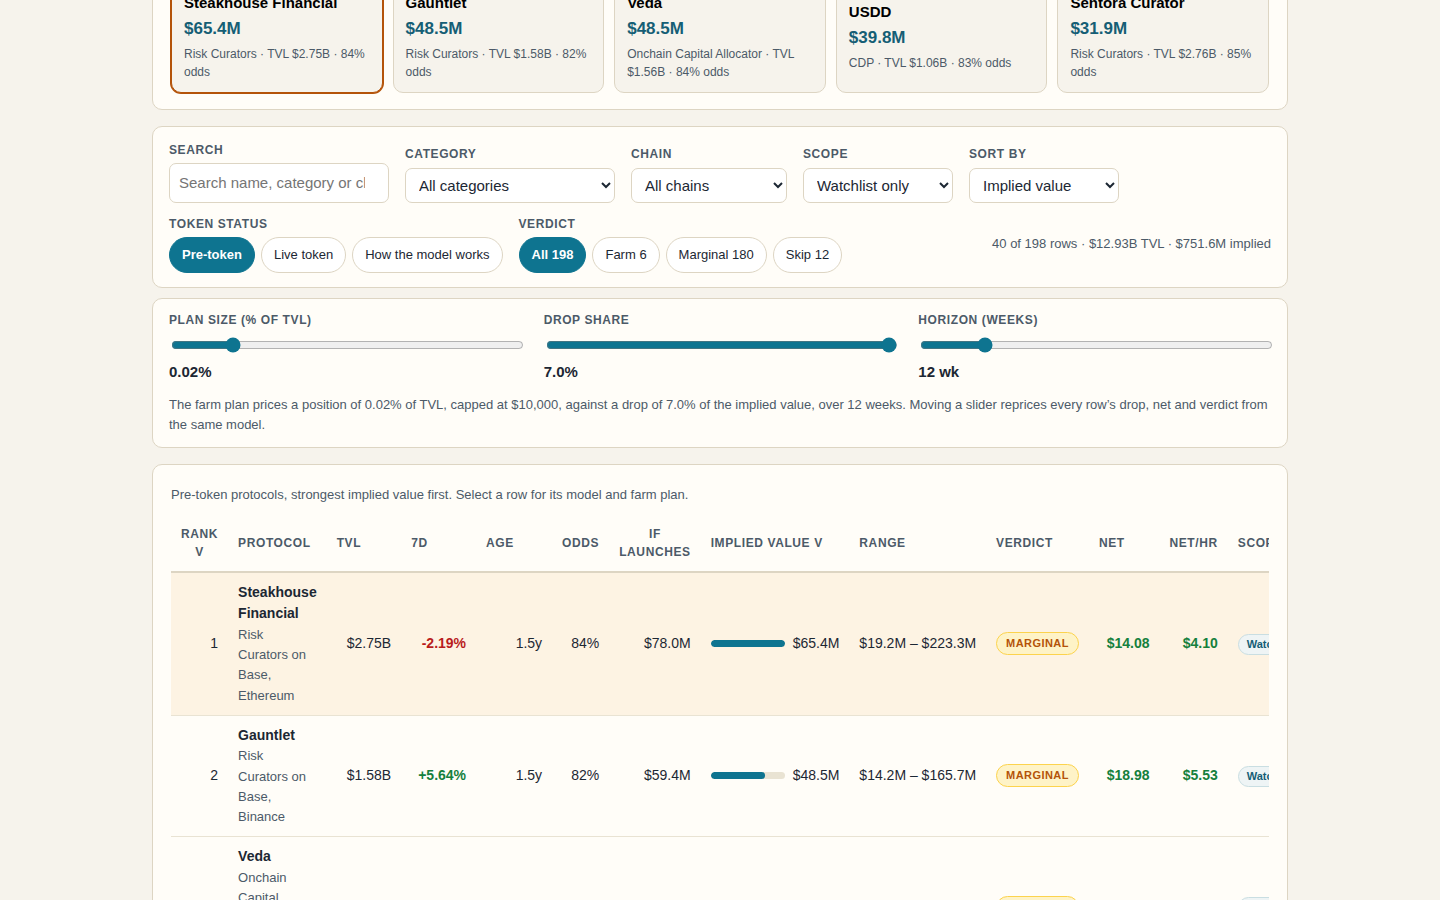 Steakhouse Financial
$65.4M
Risk Curators · TVL $2.75B · 84%
odds
Gauntlet
$48.5M
Risk Curators · TVL $1.58B · 82%
odds
Veda
$48.5M
Onchain Capital Allocator · TVL
$1.56B · 84% odds
USDD
$39.8M
CDP · TVL $1.06B · 83% odds
Sentora Curator
$31.9M
Risk Curators · TVL $2.76B · 85%
odds
SEARCH
Search name, category or cl
CATEGORY
All categories
CHAIN
All chains
SCOPE
Watchlist only
SORT BY
Implied value
TOKEN STATUS
Pre-token Live token How the model works
VERDICT
All 198 Farm 6 Marginal 180 Skip 12
40 of 198 rows · $12.93B TVL · $751.6M implied
PLAN SIZE (% OF TVL)
0.02%
DROP SHARE
7.0%
HORIZON (WEEKS)
12 wk
The farm plan prices a position of 0.02% of TVL, capped at $10,000, against a drop of 7.0% of the implied value, over 12 weeks. Moving a slider reprices every row's drop, net and verdict from
the same model.
Pre-token protocols, strongest implied value first. Select a row for its model and farm plan.
RANK V PROTOCOL TVL 7D AGE ODDS IF LAUNCHES IMPLIED VALUE V RANGE VERDICT NET NET/HR
Steakhouse
Financial
Risk
Curators on
Base,
Ethereum
1 $2.75B -2.19% 1.5y 84% $78.0M $65.4M $19.2M – $223.3M MARGINAL $14.08 $4.10
Gauntlet
Risk
Curators on
Base,
Binance
2 $1.58B +5.64% 1.5y 82% $59.4M $48.5M $14.2M – $165.7M MARGINAL $18.98 $5.53
Veda
Onchain
Capital